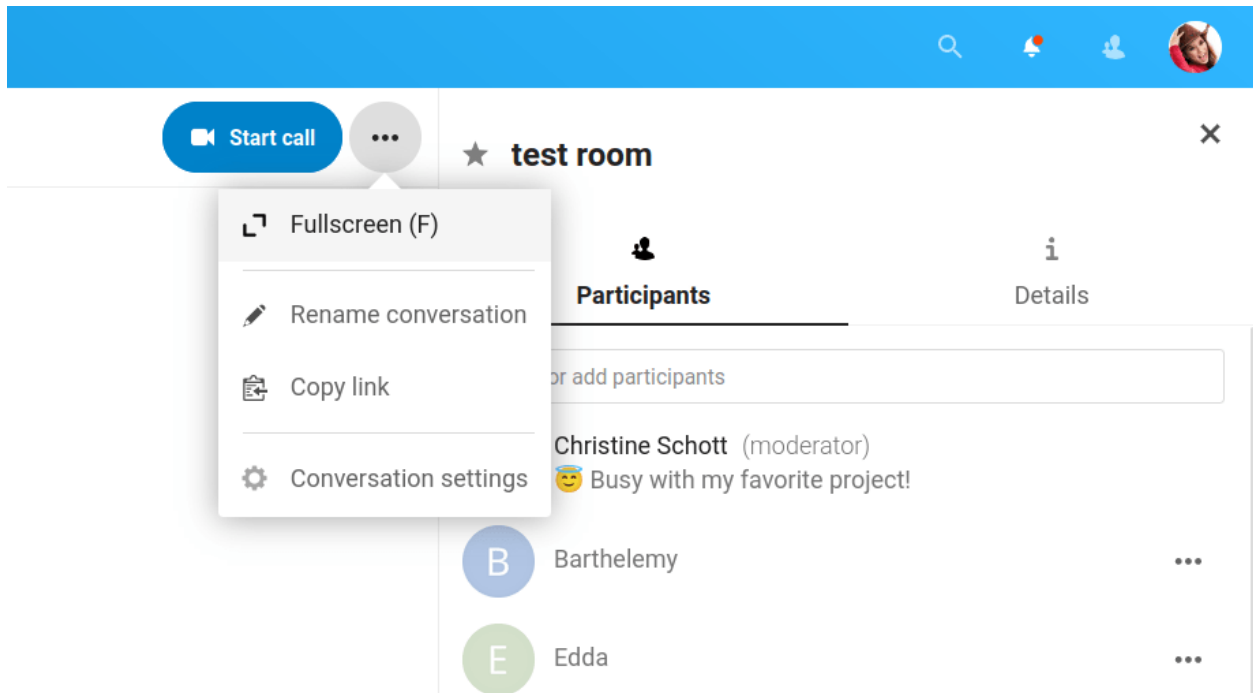 Start call
test room
Fullscreen (F)
Rename conversation
Copy link
Conversation settings
Participants
Details
or add participants
Christine Schott (moderator)
😇 Busy with my favorite project!
B
Barthelemy
E
Edda